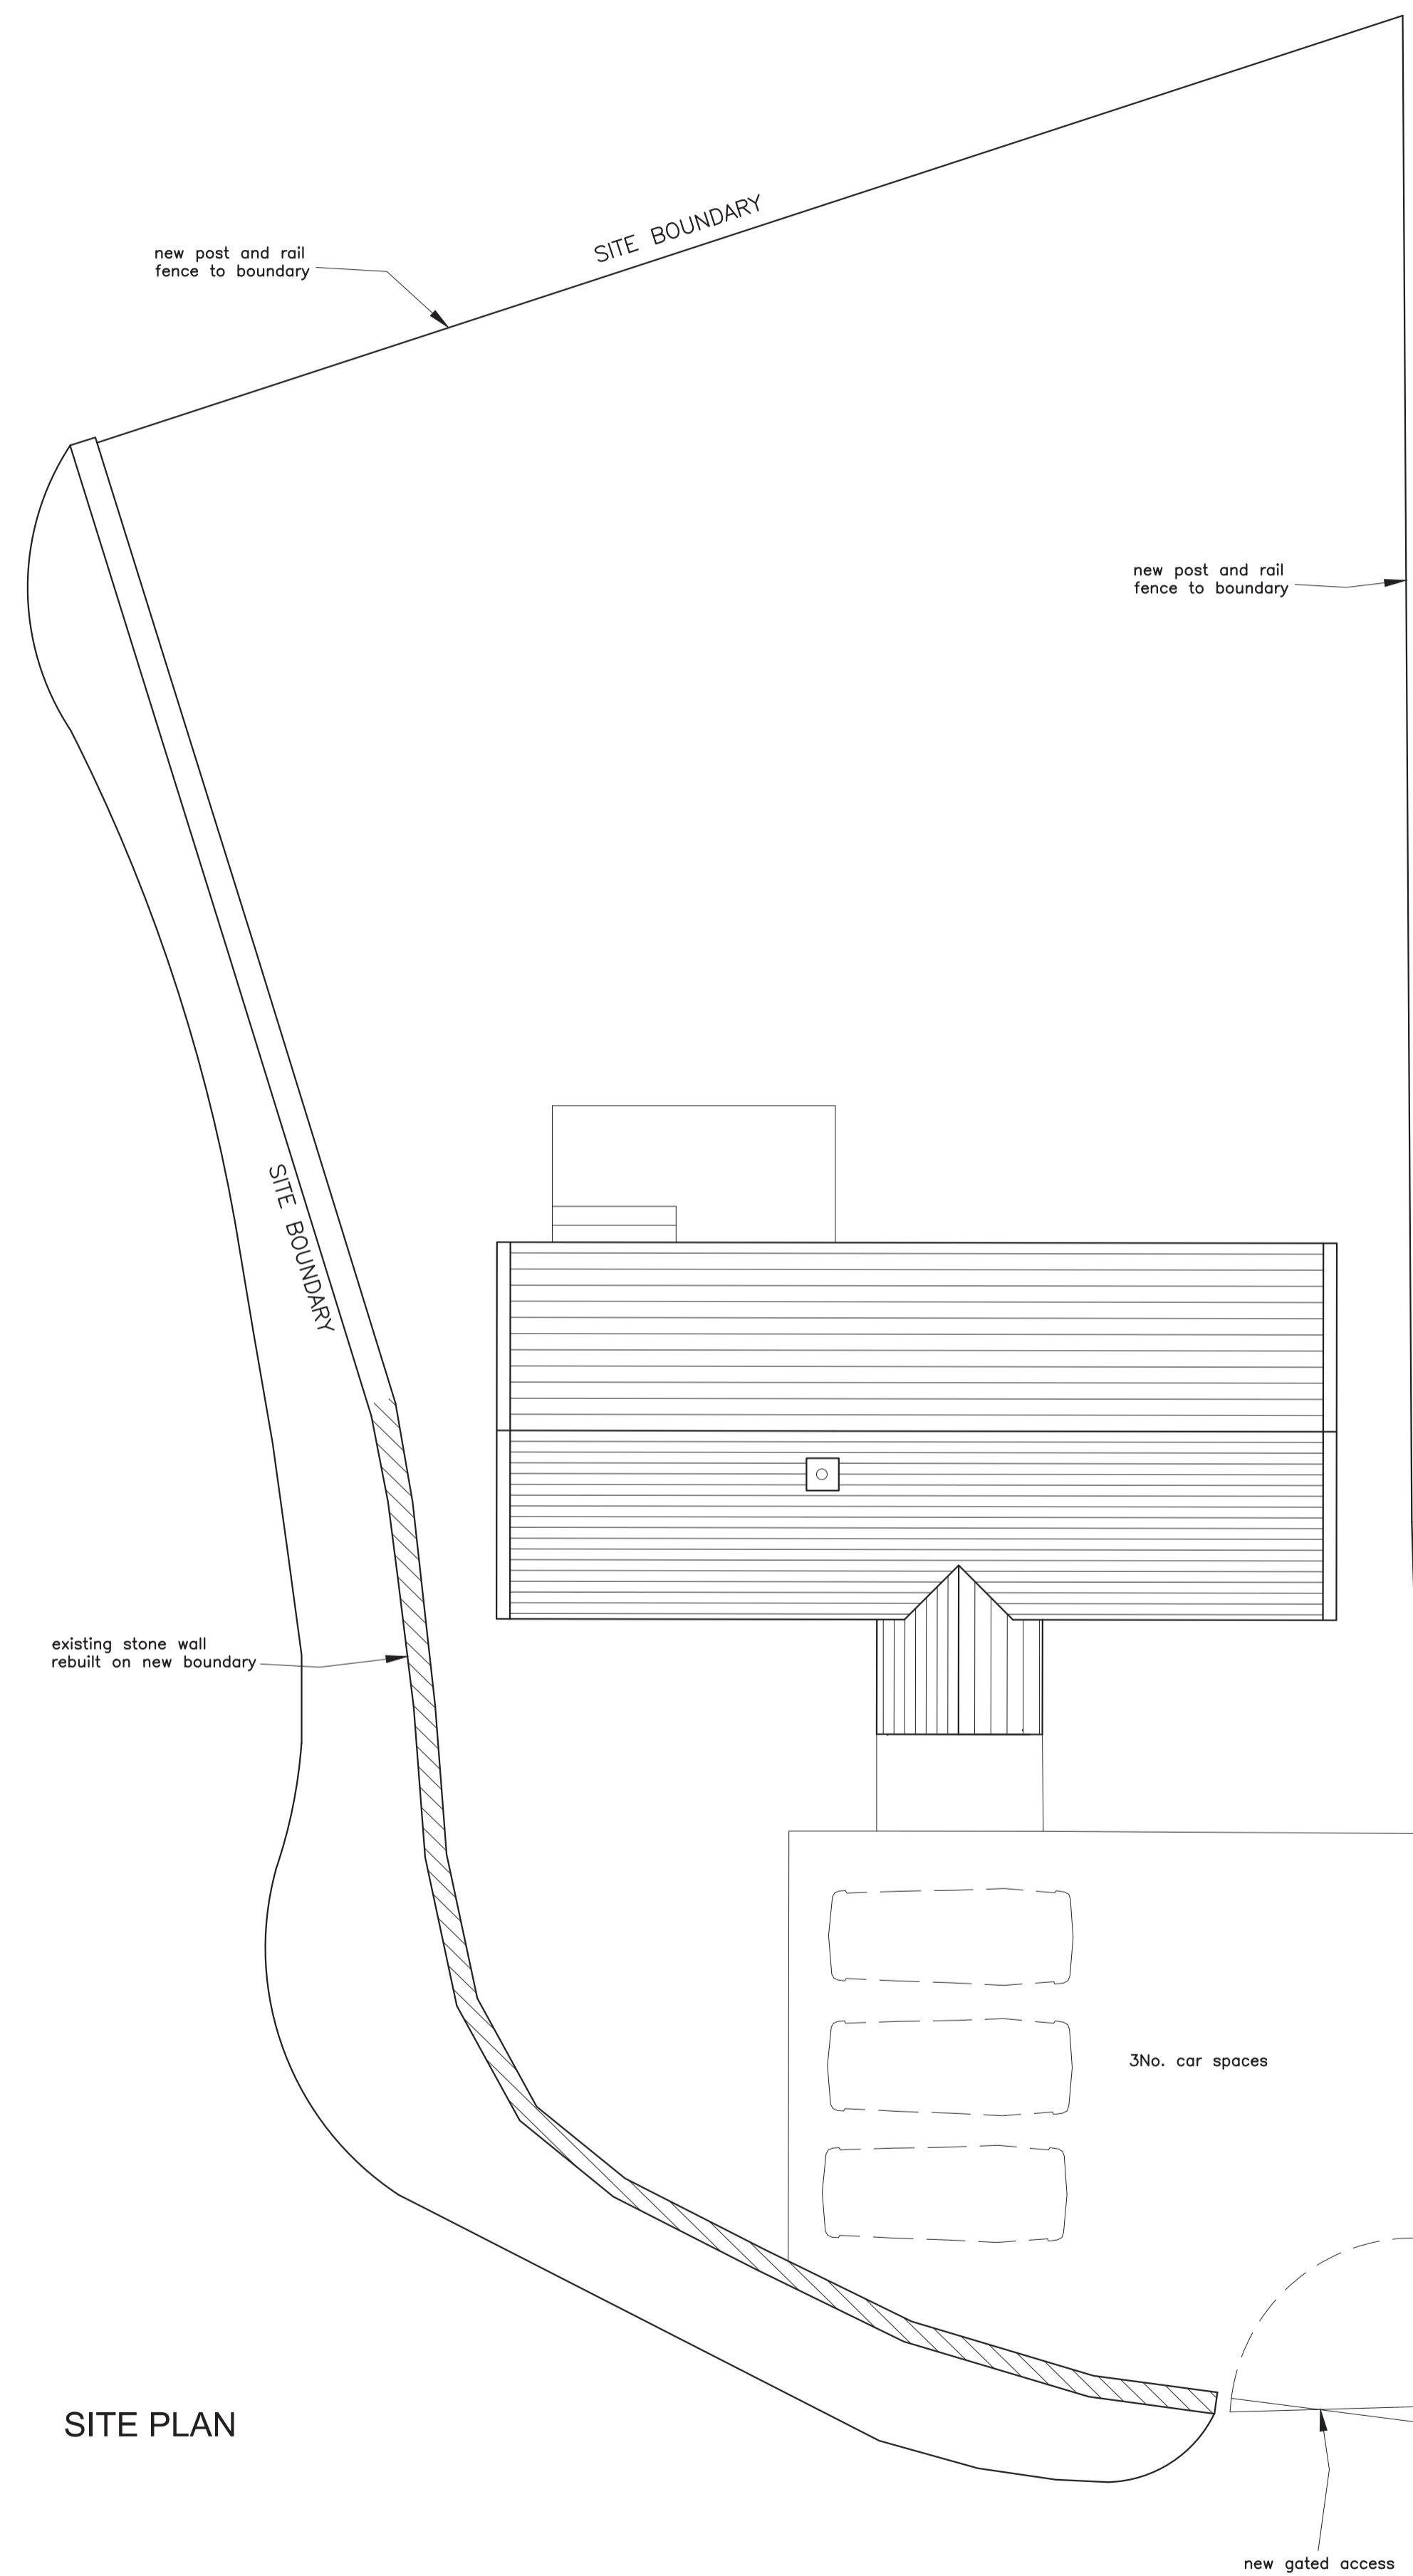 SITE BOUNDARY
new post and rail
fence to boundary
new post and rail
fence to boundary
SITE BOUNDARY
existing stone wall
rebuilt on new boundary
3No. car spaces
SITE PLAN
new gated access